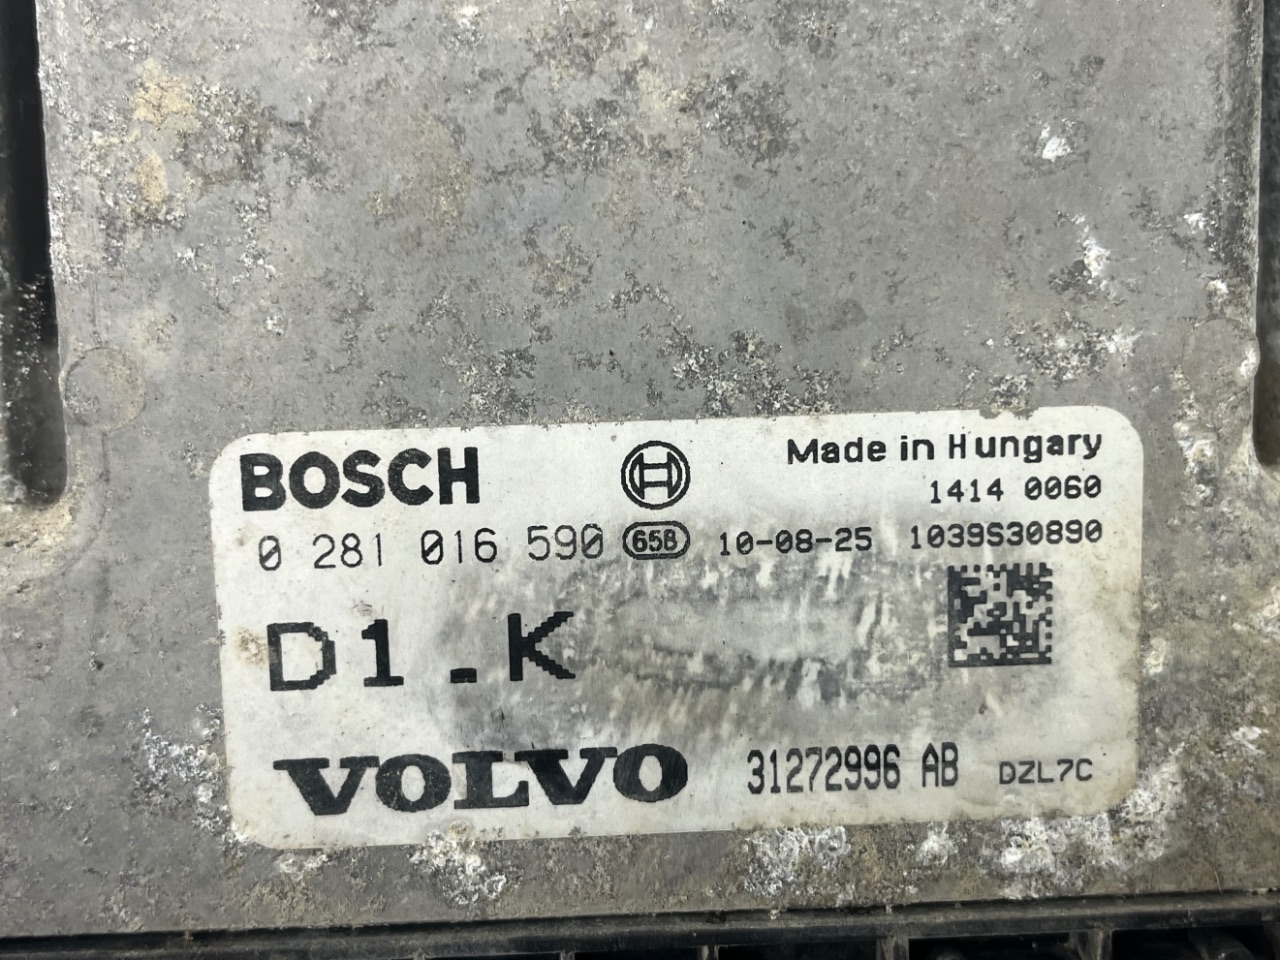 BOSCH
Made in Hungary
1414 0060
0 281 016 590 65B 10-08-25 1039S30890
D1.K
VOLVO 31272996 AB DZL7C